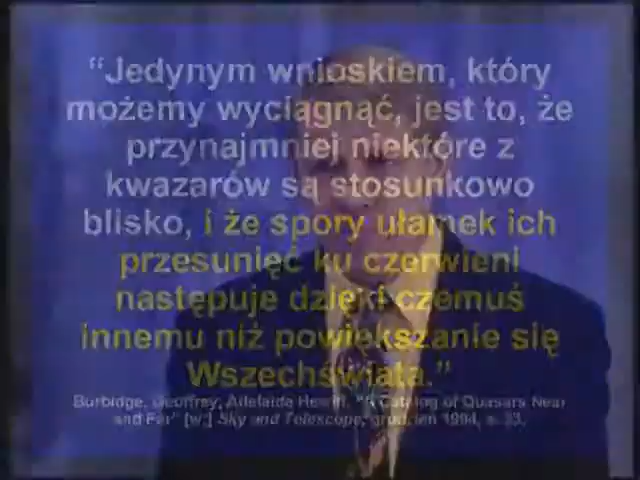 “Jedynym wnioskiem, który
możemy wyciągnąć, jest to, że
przynajmniej niektóre z
kwazarów są stosunkowo
blisko, i że spory ułamek ich
przesunięć ku czerwieni
następuje dzięki czemuś
innemu niż powiększanie się
Wszechświata.”
Burbidge, Geoffrey, Adelaide Hewitt, “A Catalog of Quasars Near
and Far” [w:] Sky and Telescope, grudzień 1994, s. 33.